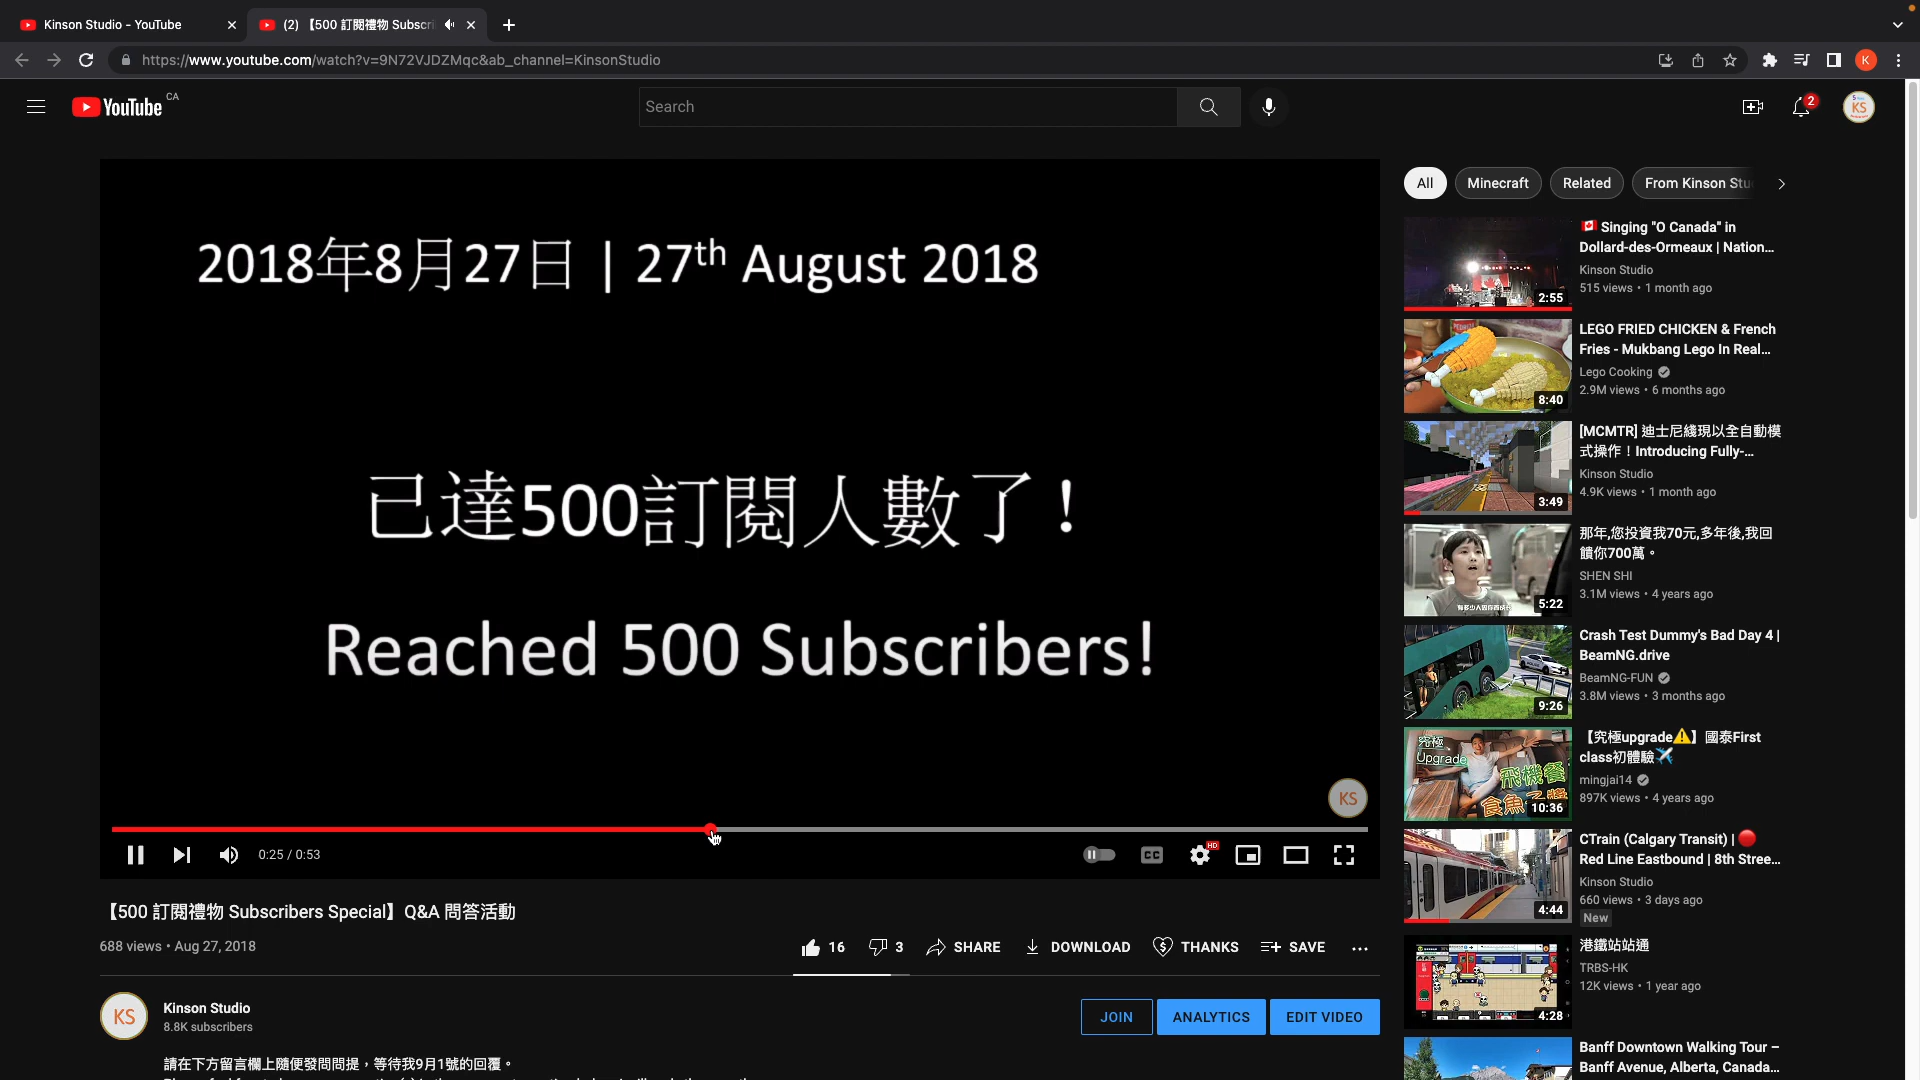 Kinson Studio - YouTube
(2) 【500 訂閱禮物 Subscri
https://www.youtube.com/watch?v=9N72VJDZMqc&ab_channel=KinsonStudio
K
YouTube CA
Search
2
KS
2018年8月27日 | 27th August 2018
已達500訂閱人數了！
Reached 500 Subscribers!
KS
0:25 / 0:53
CC
HD
【500 訂閱禮物 Subscribers Special】Q&A 問答活動
688 views • Aug 27, 2018
16
3
SHARE
DOWNLOAD
THANKS
SAVE
KS
Kinson Studio
8.8K subscribers
JOIN
ANALYTICS
EDIT VIDEO
請在下方留言欄上隨便發問問提，等待我9月1號的回覆。
All
Minecraft
Related
From Kinson Stu
Singing "O Canada" in
Dollard-des-Ormeaux | Nation...
Kinson Studio
515 views • 1 month ago
2:55
LEGO FRIED CHICKEN & French
Fries - Mukbang Lego In Real...
Lego Cooking
2.9M views • 6 months ago
8:40
[MCMTR] 迪士尼綫現以全自動模
式操作！Introducing Fully-...
Kinson Studio
4.9K views • 1 month ago
3:49
那年,您投資我70元,多年後,我回
饋你700萬。
SHEN SHI
3.1M views • 4 years ago
5:22
Crash Test Dummy's Bad Day 4 |
BeamNG.drive
BeamNG-FUN
3.8M views • 3 months ago
9:26
【究極upgrade⚠️】國泰First
class初體驗✈️
mingjai14
897K views • 4 years ago
究極
Upgrade
飛機餐
食魚子醬
10:36
CTrain (Calgary Transit) | 🔴
Red Line Eastbound | 8th Stree...
Kinson Studio
660 views • 3 days ago
New
4:44
港鐵站站通
TRBS-HK
12K views • 1 year ago
4:28
Banff Downtown Walking Tour –
Banff Avenue, Alberta, Canada...